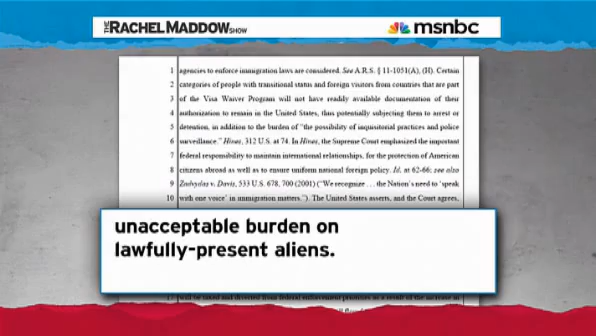 THE RACHEL MADDOW SHOW
msnbc
1 agencies to enforce immigration laws are considered. See A.R.S. § 11-1051(A), (H). Certain
2 categories of people with transitional status and foreign visitors from countries that are part
3 of the Visa Waiver Program will not have readily available documentation of their
4 authorization to remain in the United States, thus potentially subjecting them to arrest or
5 detention, in addition to the burden of “the possibility of inquisitorial practices and police
6 surveillance.” Hines, 312 U.S. at 74. In Hines, the Supreme Court emphasized the important
7 federal responsibility to maintain international relationships, for the protection of American
8 citizens abroad as well as to ensure uniform national foreign policy. Id. at 62-66; see also
9 Zadvydas v. Davis, 533 U.S. 678, 700 (2001) (“We recognize . . . the Nation's need to ‘speak
10 with one voice’ in immigration matters.”). The United States asserts, and the Court agrees,
unacceptable burden on
lawfully-present aliens.